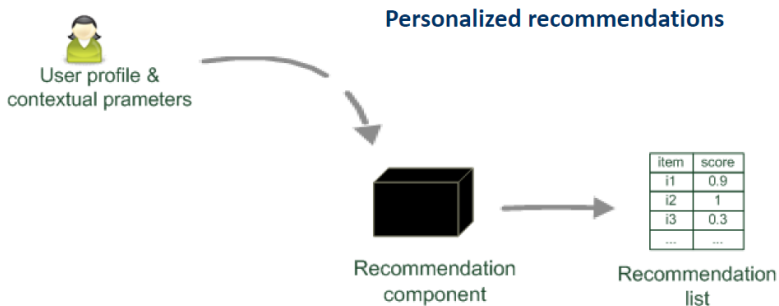 Personalized recommendations
User profile &
contextual prameters
item score
i1 0.9
i2 1
i3 0.3
... ...
Recommendation
component
Recommendation
list